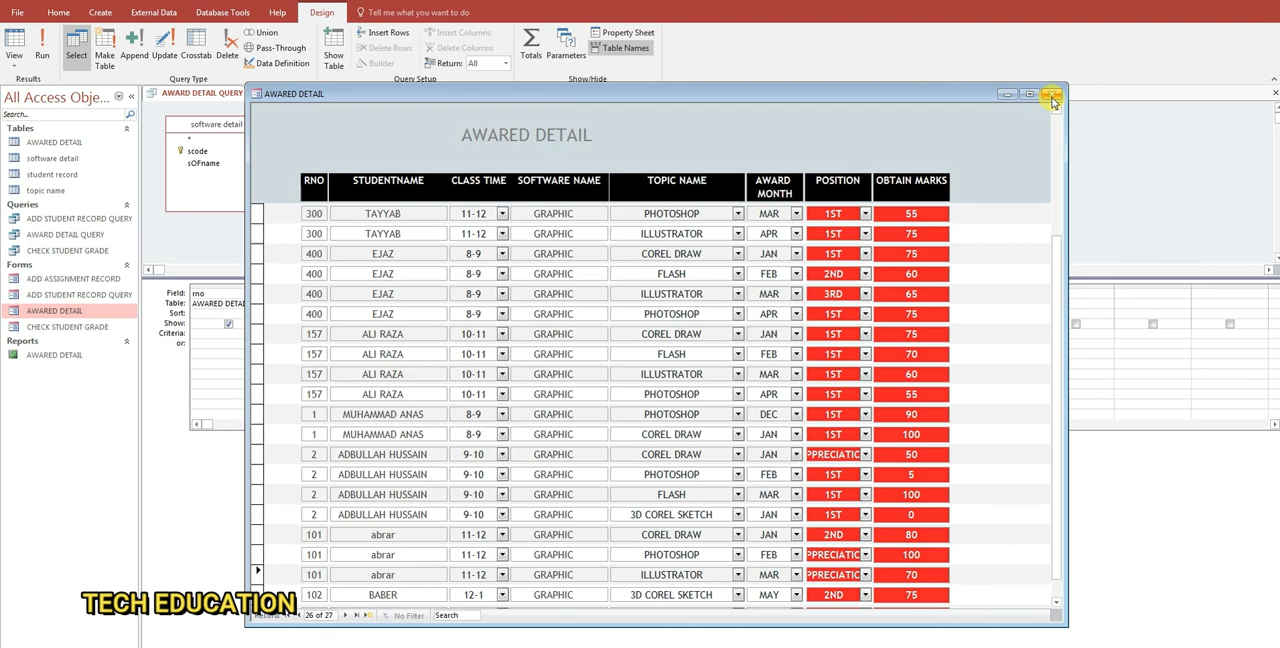 File Home Create External Data Database Tools Help Design Tell me what you want to do
View Run Select Make Table Append Update Crosstab Delete
Union
Pass-Through
Data Definition
Show Table
Insert Rows
Delete Rows
Builder
Insert Columns
Delete Columns
Return: All
Totals Parameters
Property Sheet
Table Names
Results Query Type Query Setup Show/Hide
All Access Obje...
Search...
Tables
AWARED DETAIL
software detail
student record
topic name
Queries
ADD STUDENT RECORD QUERY
AWARD DETAIL QUERY
CHECK STUDENT GRADE
Forms
ADD ASSIGNMENT RECORD
ADD STUDENT RECORD QUERY
AWARED DETAIL
CHECK STUDENT GRADE
Reports
AWARED DETAIL
AWARD DETAIL QUERY
software detail
*
scode
sOFname
Field: rno
Table: AWARED DETAI
Sort:
Show:
Criteria:
or:
AWARED DETAIL
AWARED DETAIL
RNO STUDENTNAME CLASS TIME SOFTWARE NAME TOPIC NAME AWARD MONTH POSITION OBTAIN MARKS
300 TAYYAB 11-12 GRAPHIC PHOTOSHOP MAR 1ST 55
300 TAYYAB 11-12 GRAPHIC ILLUSTRATOR APR 1ST 75
400 EJAZ 8-9 GRAPHIC COREL DRAW JAN 1ST 75
400 EJAZ 8-9 GRAPHIC FLASH FEB 2ND 60
400 EJAZ 8-9 GRAPHIC ILLUSTRATOR MAR 3RD 65
400 EJAZ 8-9 GRAPHIC PHOTOSHOP APR 1ST 75
157 ALI RAZA 10-11 GRAPHIC COREL DRAW JAN 1ST 75
157 ALI RAZA 10-11 GRAPHIC FLASH FEB 1ST 70
157 ALI RAZA 10-11 GRAPHIC ILLUSTRATOR MAR 1ST 60
157 ALI RAZA 10-11 GRAPHIC PHOTOSHOP APR 1ST 55
1 MUHAMMAD ANAS 8-9 GRAPHIC PHOTOSHOP DEC 1ST 90
1 MUHAMMAD ANAS 8-9 GRAPHIC COREL DRAW JAN 1ST 100
2 ADBULLAH HUSSAIN 9-10 GRAPHIC COREL DRAW JAN PPRECIATIC 50
2 ADBULLAH HUSSAIN 9-10 GRAPHIC PHOTOSHOP FEB 1ST 5
2 ADBULLAH HUSSAIN 9-10 GRAPHIC FLASH MAR 1ST 100
2 ADBULLAH HUSSAIN 9-10 GRAPHIC 3D COREL SKETCH JAN 1ST 0
101 abrar 11-12 GRAPHIC COREL DRAW JAN 2ND 80
101 abrar 11-12 GRAPHIC PHOTOSHOP FEB PPRECIATIC 100
101 abrar 11-12 GRAPHIC ILLUSTRATOR MAR PPRECIATIC 70
102 BABER 12-1 GRAPHIC 3D COREL SKETCH MAY 2ND 75
Record: 26 of 27 No Filter Search
TECH EDUCATION